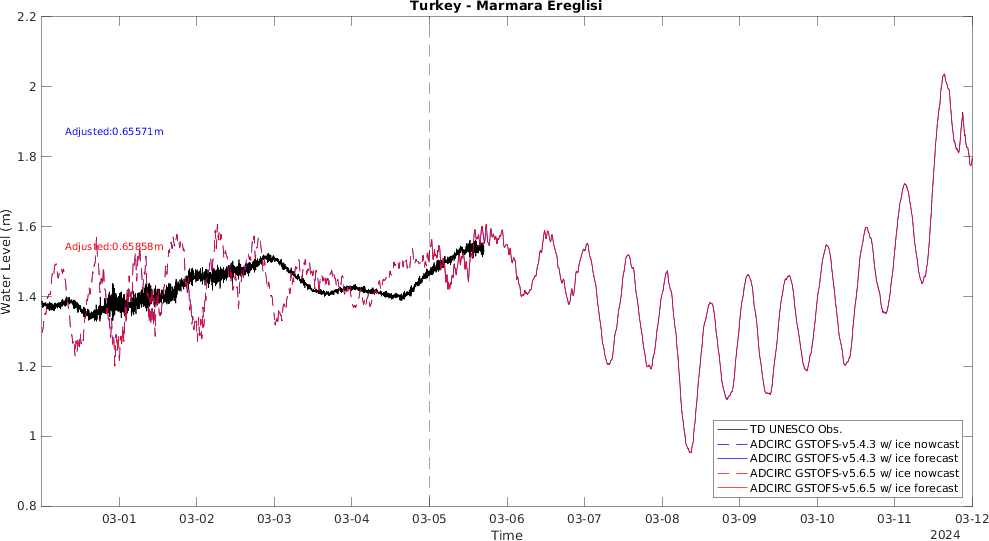 Turkey - Marmara Ereglisi
2.2
2
1.8
1.6
1.4
1.2
1
0.8
Water Level (m)
Adjusted:0.65571m
Adjusted:0.65858m
TD UNESCO Obs.
ADCIRC GSTOFS-v5.4.3 w/ ice nowcast
ADCIRC GSTOFS-v5.4.3 w/ ice forecast
ADCIRC GSTOFS-v5.6.5 w/ ice nowcast
ADCIRC GSTOFS-v5.6.5 w/ ice forecast
03-01 03-02 03-03 03-04 03-05 03-06 03-07 03-08 03-09 03-10 03-11 03-12
Time
2024